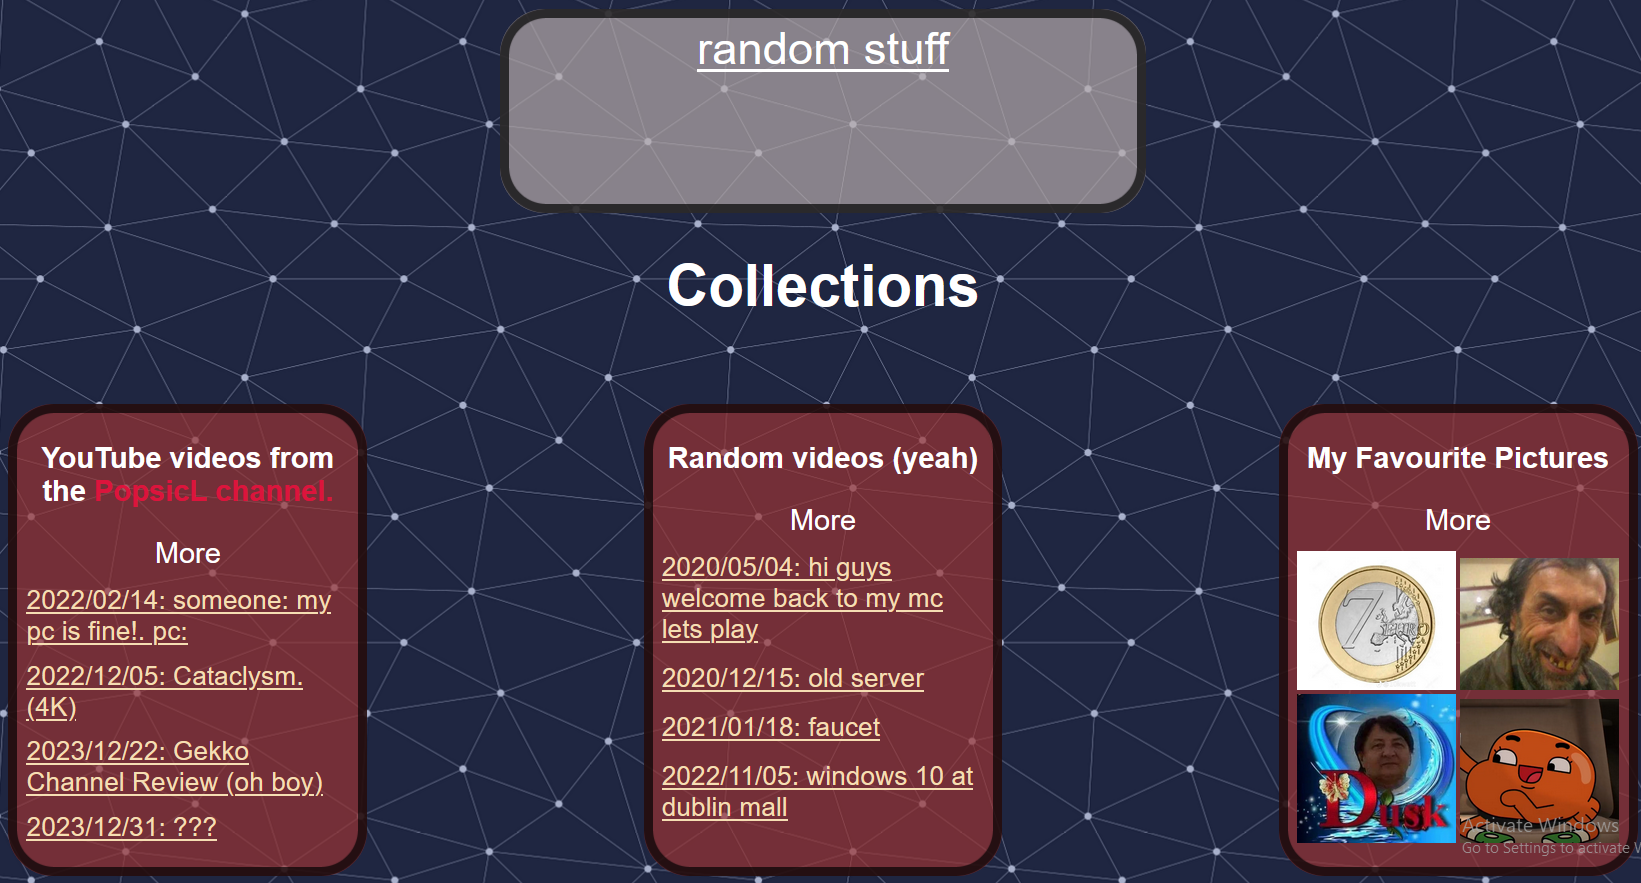 random stuff
Collections
YouTube videos from
the PopsicL channel.
More
2022/02/14: someone: my
pc is fine!. pc:
2022/12/05: Cataclysm.
(4K)
2023/12/22: Gekko
Channel Review (oh boy)
2023/12/31: ???
Random videos (yeah)
More
2020/05/04: hi guys
welcome back to my mc
lets play
2020/12/15: old server
2021/01/18: faucet
2022/11/05: windows 10 at
dublin mall
My Favourite Pictures
More
7 EURO
Dusk
Activate Windows
Go to Settings to activate W